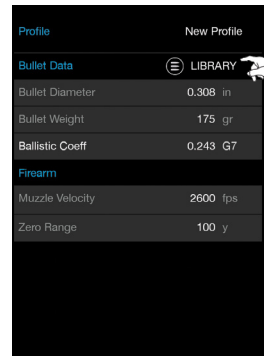 Profile New Profile
Bullet Data LIBRARY
Bullet Diameter 0.308 in
Bullet Weight 175 gr
Ballistic Coeff 0.243 G7
Firearm
Muzzle Velocity 2600 fps
Zero Range 100 y